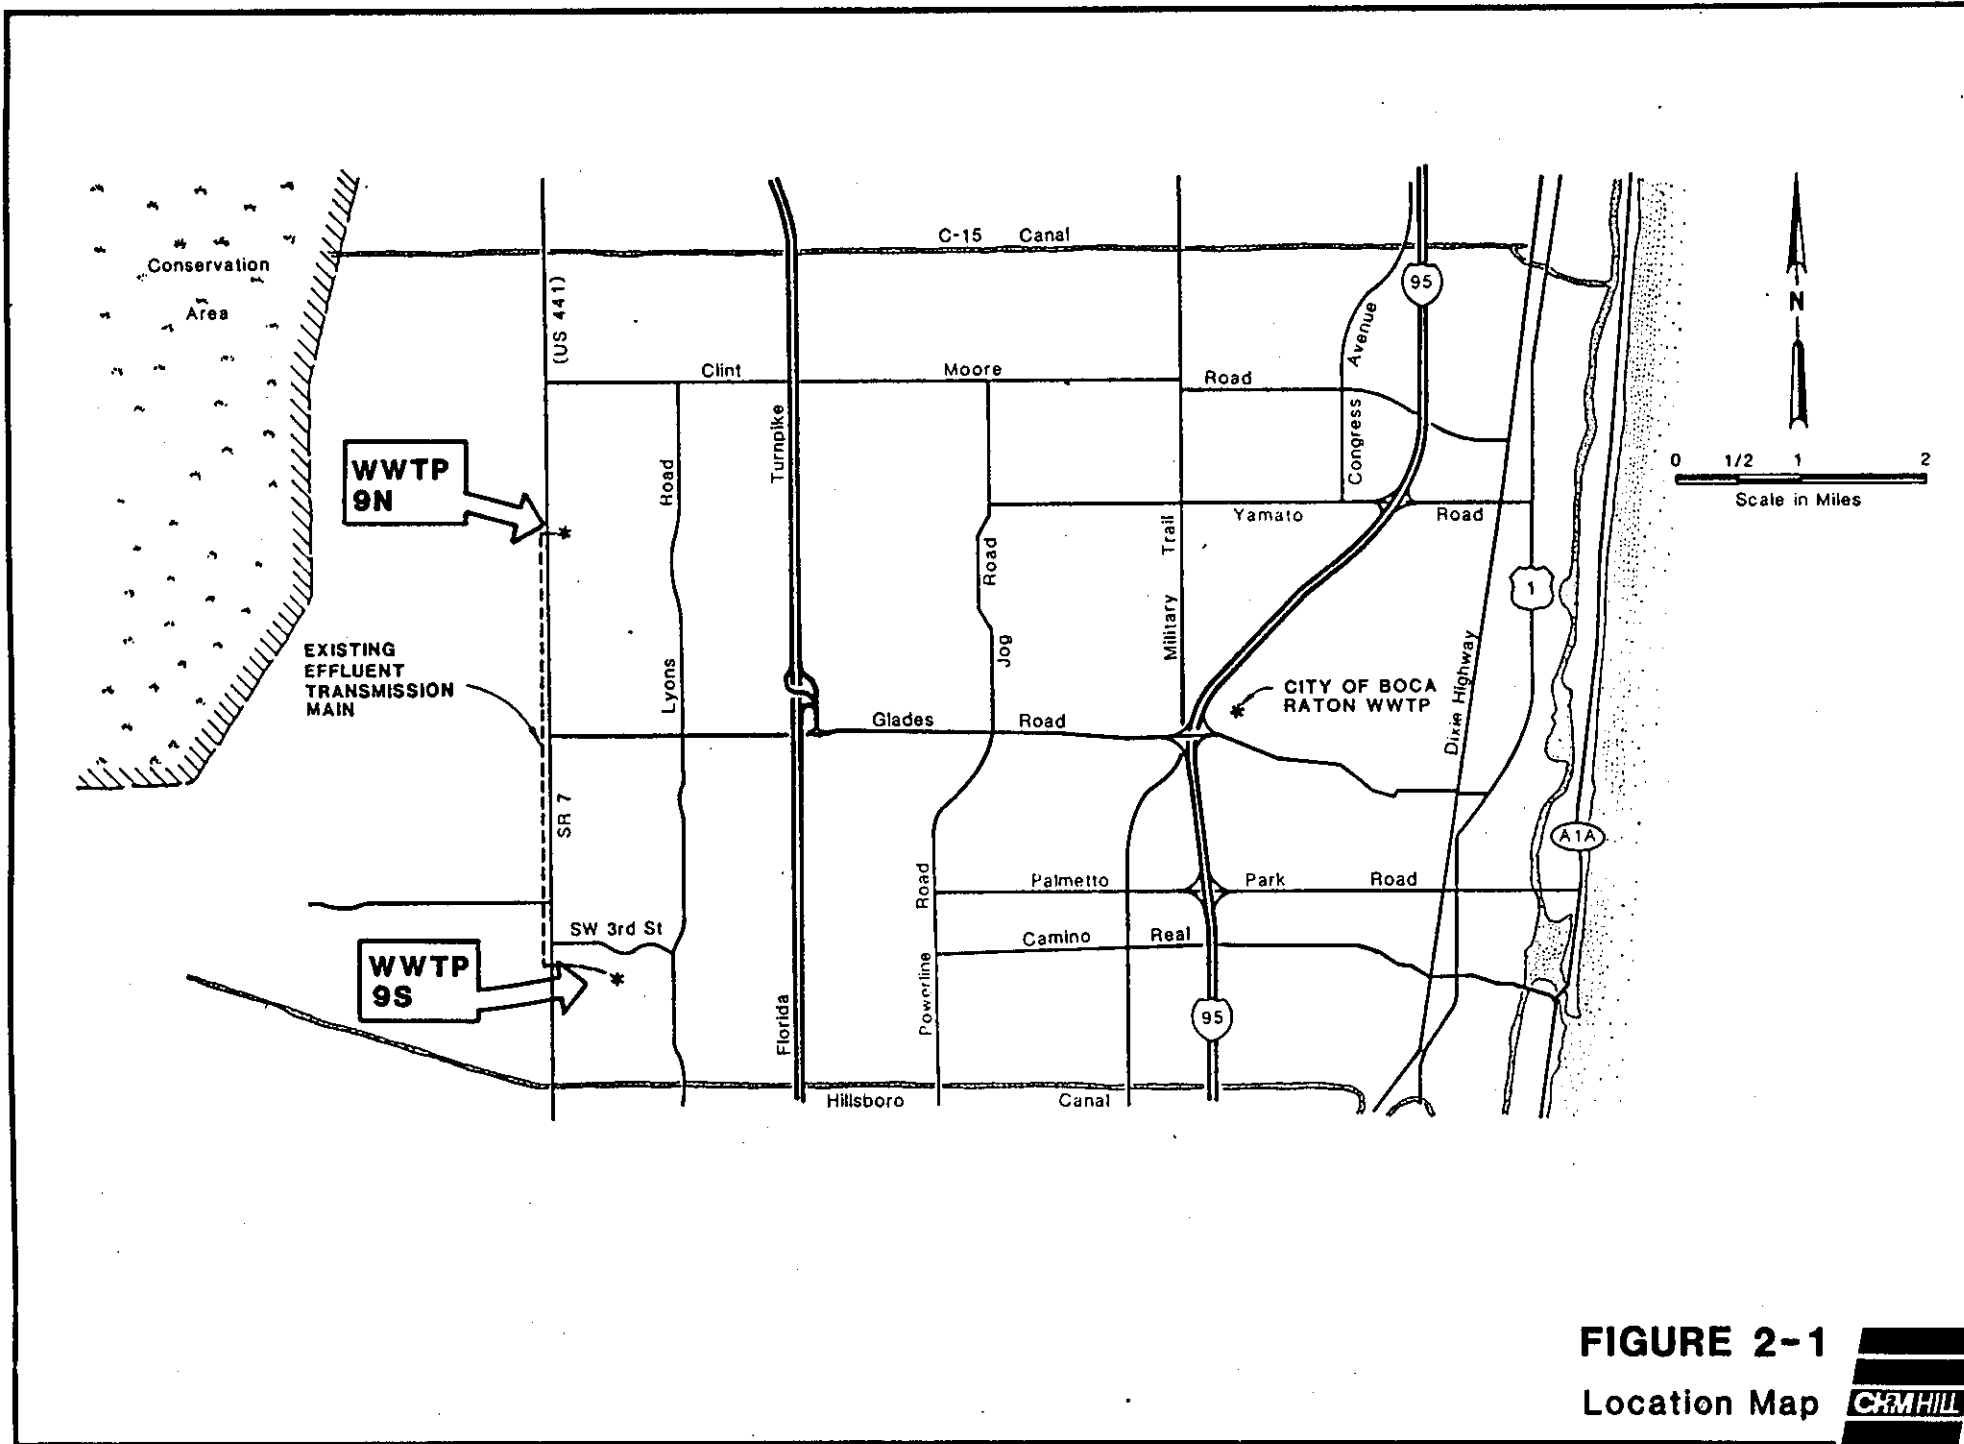 C-15 Canal
Conservation
Area
(US 441)
95
N
Avenue
Clint Moore Road
Congress
Turnpike
Road
WWTP
9N
0 1/2 1 2
Scale in Miles
Yamato Road
Trail
Military
Road
Jog
1
EXISTING
EFFLUENT
TRANSMISSION
MAIN
Lyons
CITY OF BOCA
RATON WWTP
Dixie Highway
Glades Road
SR 7
A1A
Road
Palmetto Park Road
SW 3rd St
Camino Real
WWTP
9S
Powerline
Florida
95
Hillsboro Canal
FIGURE 2-1
Location Map
CH2M HILL